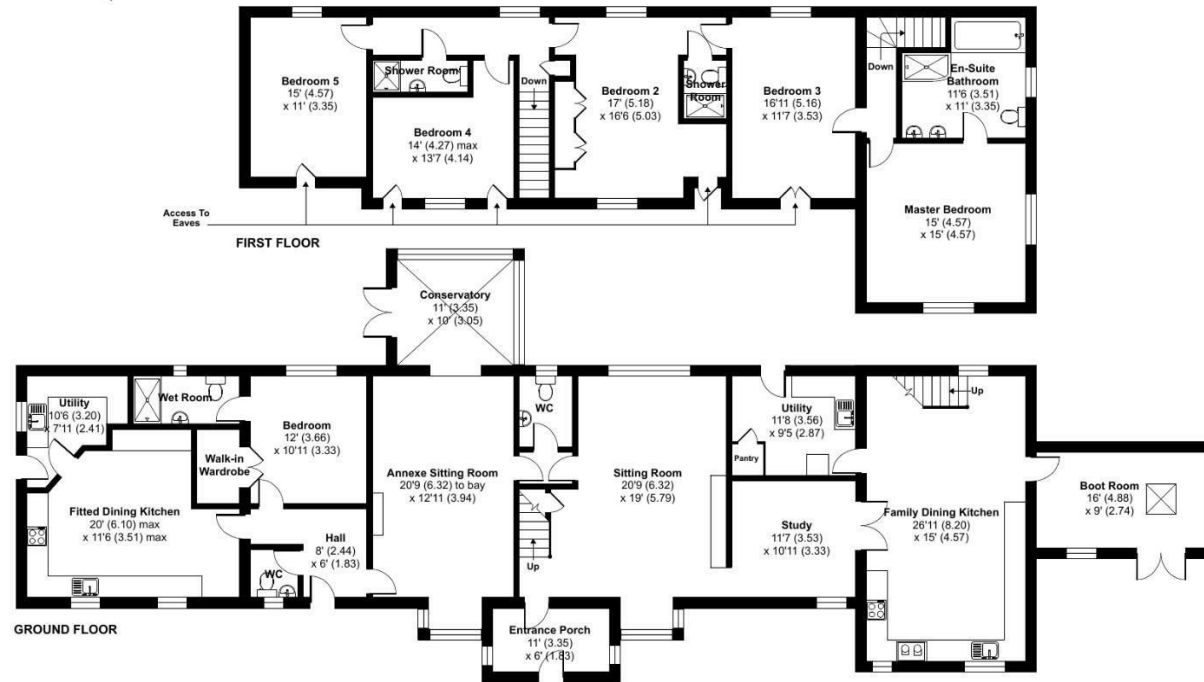 Bedroom 5
15' (4.57)
x 11' (3.35)
Shower Room
Bedroom 4
14' (4.27) max
x 13'7 (4.14)
Down
Bedroom 2
17' (5.18)
x 16'6 (5.03)
Shower
Room
Bedroom 3
16'11 (5.16)
x 11'7 (3.53)
Down
En-Suite
Bathroom
11'6 (3.51)
x 11' (3.35)
Master Bedroom
15' (4.57)
x 15' (4.57)
Access To
Eaves
FIRST FLOOR
Conservatory
11' (3.35)
x 10' (3.05)
Utility
10'6 (3.20)
x 7'11 (2.41)
Wet Room
Bedroom
12' (3.66)
x 10'11 (3.33)
Walk-in
Wardrobe
Fitted Dining Kitchen
20' (6.10) max
x 11'6 (3.51) max
Hall
8' (2.44)
x 6' (1.83)
WC
Annexe Sitting Room
20'9 (6.32) to bay
x 12'11 (3.94)
WC
Up
Sitting Room
20'9 (6.32)
x 19' (5.79)
Utility
11'8 (3.56)
x 9'5 (2.87)
Pantry
Study
11'7 (3.53)
x 10'11 (3.33)
Up
Family Dining Kitchen
26'11 (8.20)
x 15' (4.57)
Boot Room
16' (4.88)
x 9' (2.74)
Entrance Porch
11' (3.35)
x 6' (1.83)
GROUND FLOOR